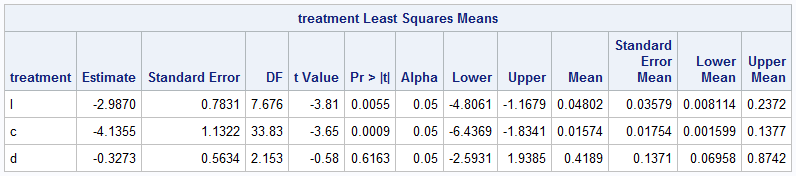 treatment Least Squares Means
treatment Estimate Standard Error DF t Value Pr > |t| Alpha Lower Upper Mean Standard Error Mean Lower Mean Upper Mean
l -2.9870 0.7831 7.676 -3.81 0.0055 0.05 -4.8061 -1.1679 0.04802 0.03579 0.008114 0.2372
c -4.1355 1.1322 33.83 -3.65 0.0009 0.05 -6.4369 -1.8341 0.01574 0.01754 0.001599 0.1377
d -0.3273 0.5634 2.153 -0.58 0.6163 0.05 -2.5931 1.9385 0.4189 0.1371 0.06958 0.8742